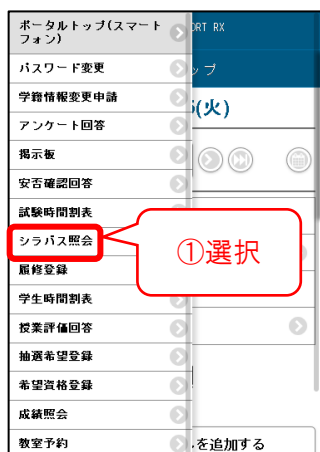 ポータルトップ(スマート
フォン)
ORT RX
パスワード変更
ップ
学籍情報変更申請
(火)
アンケート回答
掲示板
安否確認回答
試験時間割表
シラバス照会
①選択
履修登録
学生時間割表
授業評価回答
抽選希望登録
希望資格登録
成績照会
教室予約
を追加する